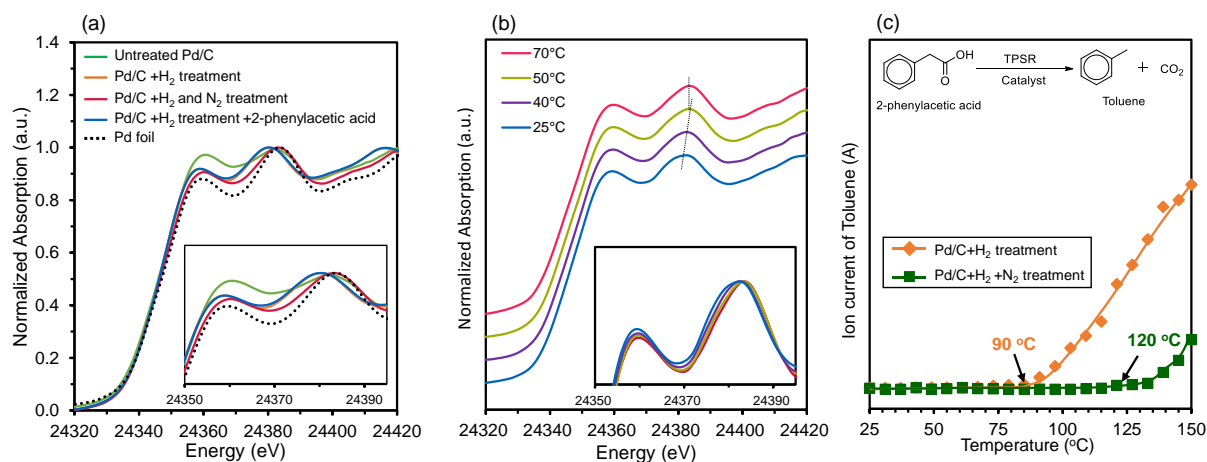 (a)
Normalized Absorption (a.u.)
1.4
1.2
1.0
0.8
0.6
0.4
0.2
0.0
Untreated Pd/C
Pd/C +H₂ treatment
Pd/C +H₂ and N₂ treatment
Pd/C +H₂ treatment +2-phenylacetic acid
Pd foil
24350 24370 24390
24320 24340 24360 24380 24400 24420
Energy (eV)
(b)
Normalized Absorption (a.u.)
70°C
50°C
40°C
25°C
24350 24370 24390
24320 24340 24360 24380 24400 24420
Energy (eV)
(c)
Ion current of Toluene (A)
O
OH
TPSR
Catalyst
+ CO₂
2-phenylacetic acid
Toluene
Pd/C+H₂ treatment
Pd/C+H₂ +N₂ treatment
90 °C
120 °C
25 50 75 100 125 150
Temperature (°C)